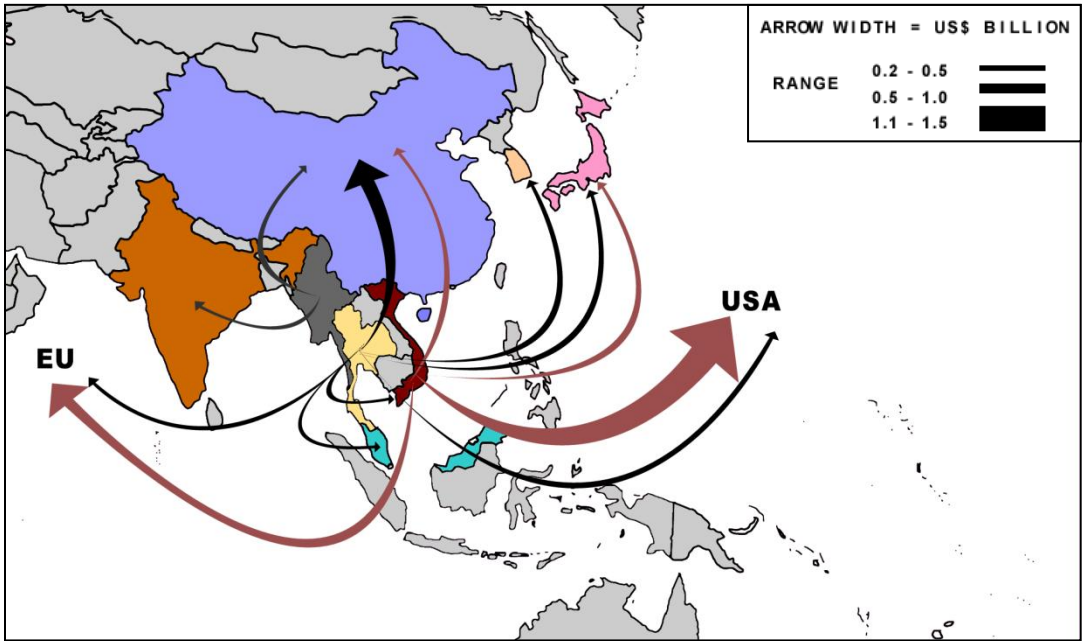 ARROW WIDTH = US$ BILLION
RANGE
0.2 - 0.5
0.5 - 1.0
1.1 - 1.5
USA
EU